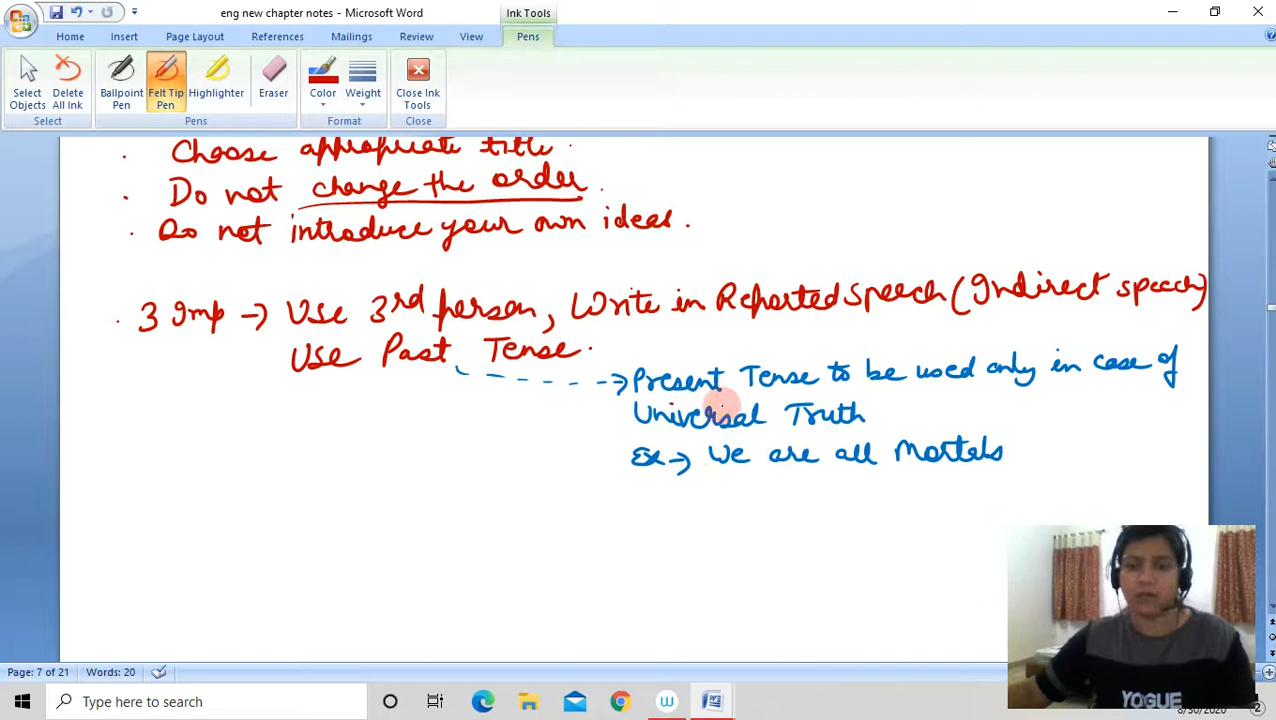 eng new chapter notes - Microsoft Word
Ink Tools
Home Insert Page Layout References Mailings Review View Pens
Select Objects
Delete All Ink
Ballpoint Pen
Felt Tip Pen
Highlighter
Eraser
Color
Weight
Close Ink Tools
Select Pens Format Close
. Choose appropriate title.
. Do not change the order.
. Do not introduce your own ideas.
. 3 Imp → Use 3rd person, Write in Reported Speech (Indirect speech)
Use Past Tense.
→ Present Tense to be used only in case of
Universal Truth
Ex → We are all Mortals
YOGUE
Page: 7 of 21 Words: 20
Type here to search
8/30/2020
2